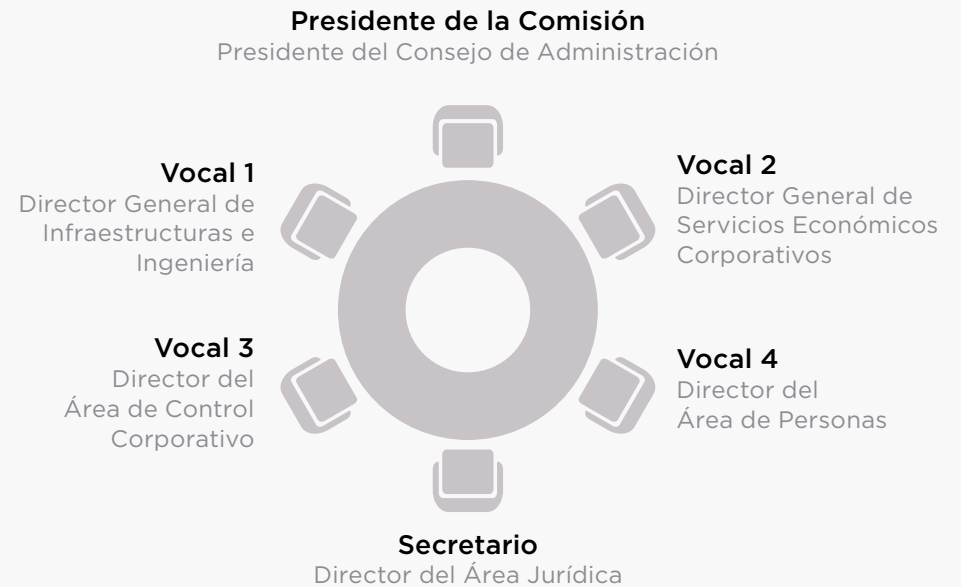 Presidente de la Comisión
Presidente del Consejo de Administración
Vocal 1
Director General de
Infraestructuras e
Ingeniería
Vocal 2
Director General de
Servicios Económicos
Corporativos
Vocal 3
Director del
Área de Control
Corporativo
Vocal 4
Director del
Área de Personas
Secretario
Director del Área Jurídica